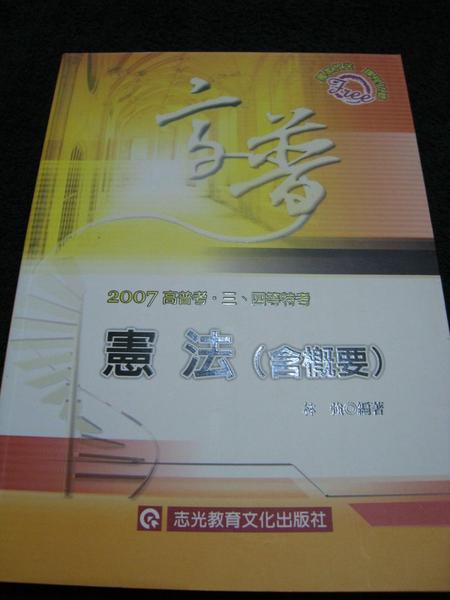 Free
高普
2007 高普考・三、四等特考
憲法(含概要)
◎編著
志光教育文化出版社